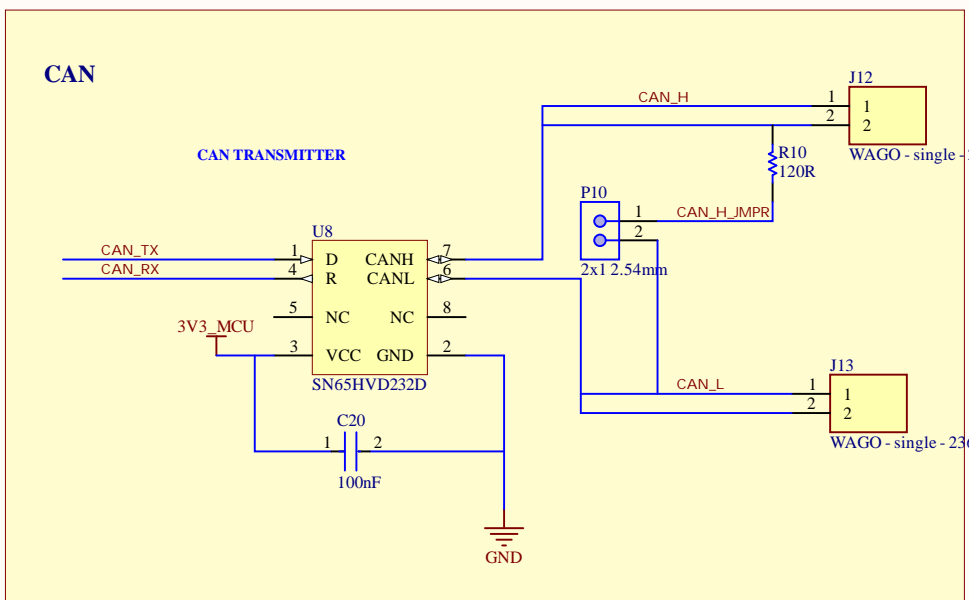 CAN
CAN TRANSMITTER
CAN_H
J12
1
2
1
2
WAGO - single -
R10
120R
P10
1
2
CAN_H_JMPR
2x1 2.54mm
U8
CAN_TX
CAN_RX
1
4
5
3
D
R
NC
VCC
CANH
CANL
NC
GND
7
6
8
2
SN65HVD232D
3V3_MCU
C20
1
2
100nF
GND
CAN_L
J13
1
2
1
2
WAGO - single - 236